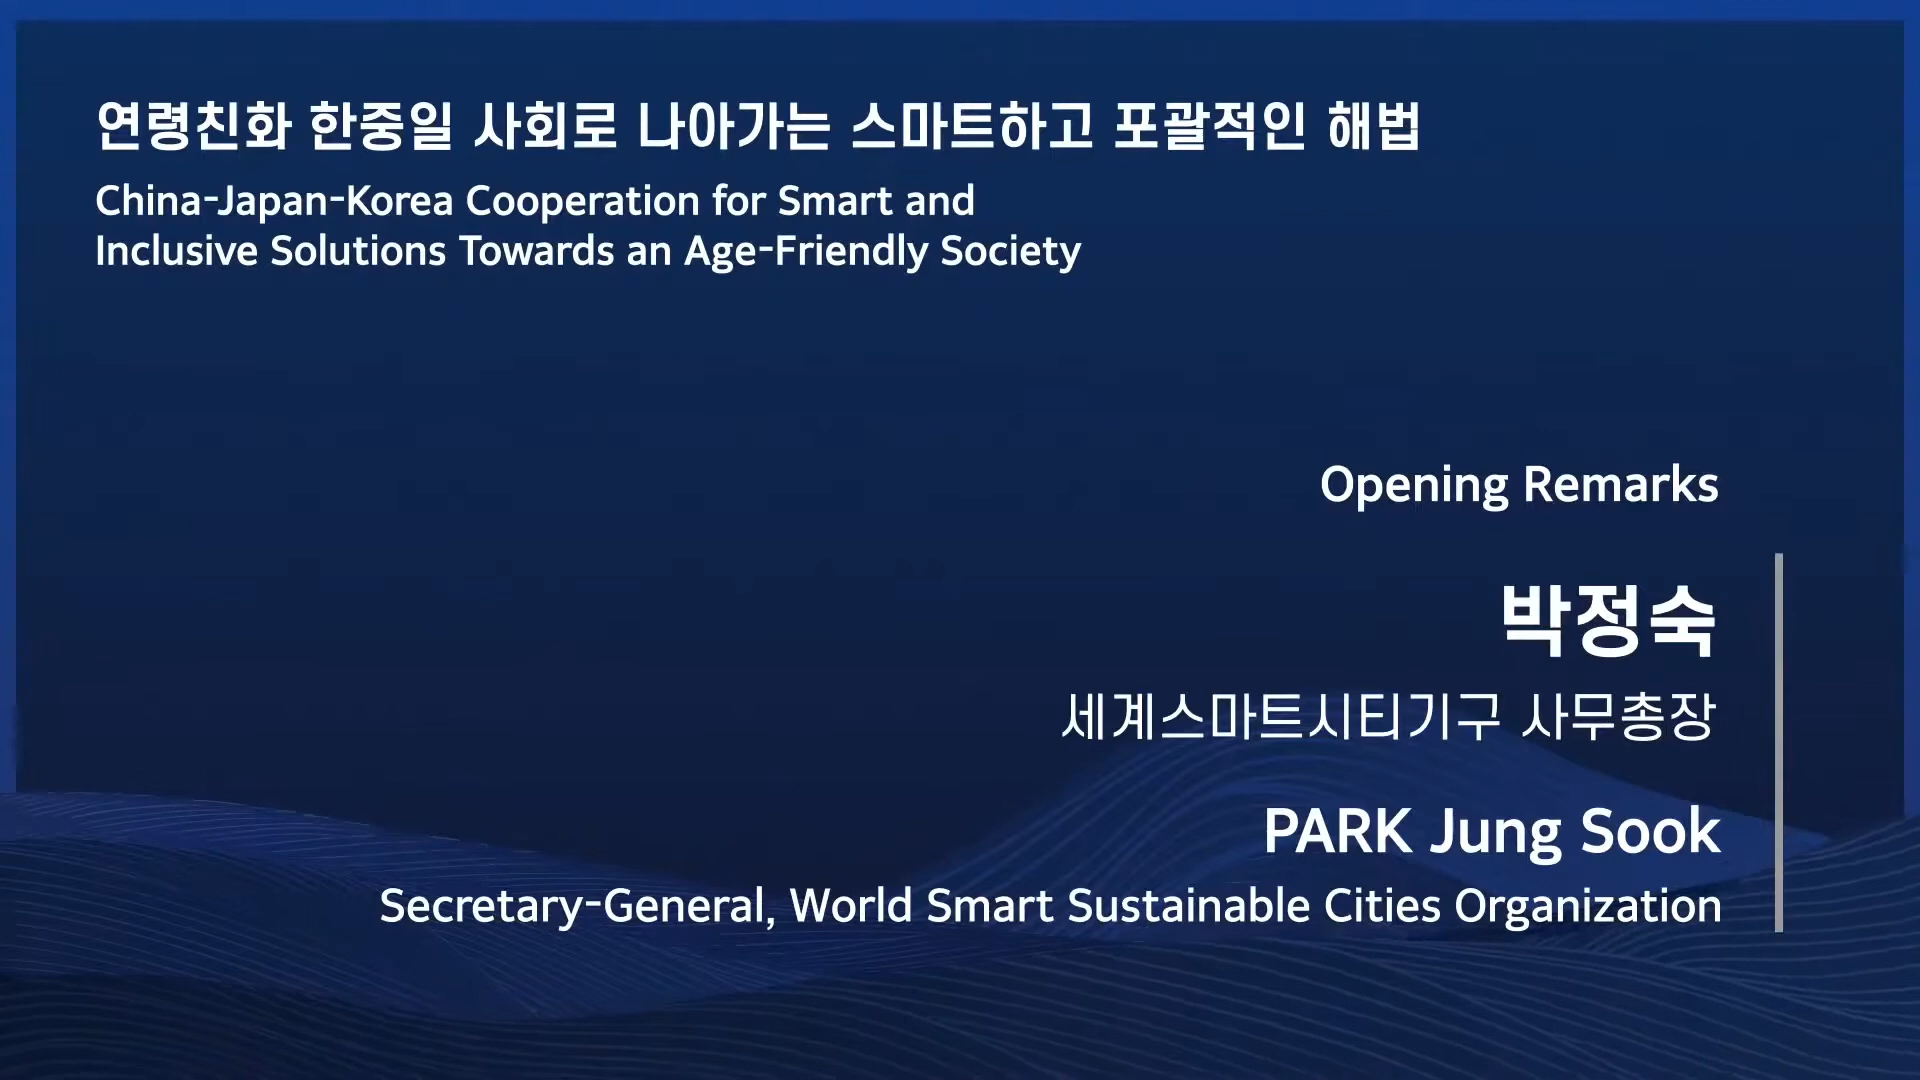 연령친화 한중일 사회로 나아가는 스마트하고 포괄적인 해법
China-Japan-Korea Cooperation for Smart and
Inclusive Solutions Towards an Age-Friendly Society
Opening Remarks
박정숙
세계스마트시티기구 사무총장
PARK Jung Sook
Secretary-General, World Smart Sustainable Cities Organization